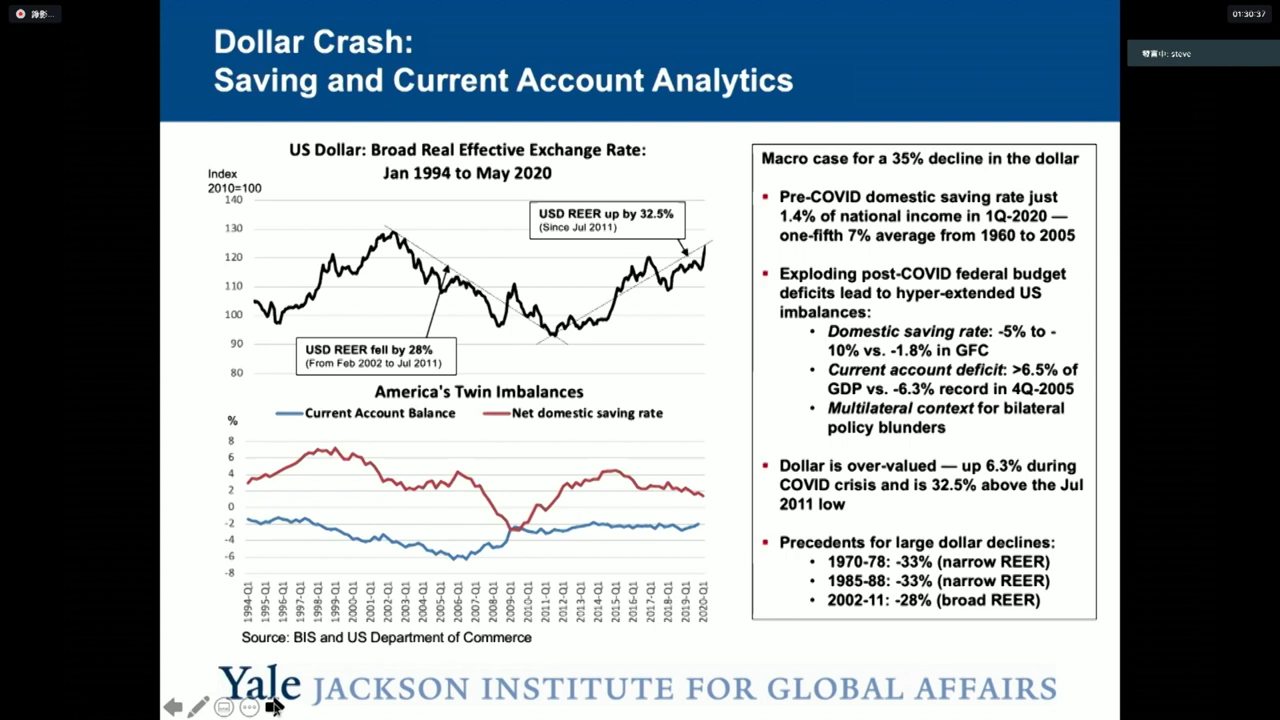 錄影...
01:30:37
發言中: steve
Dollar Crash:
Saving and Current Account Analytics
US Dollar: Broad Real Effective Exchange Rate:
Jan 1994 to May 2020
Index
2010=100
140
130
120
110
100
90
80
USD REER up by 32.5%
(Since Jul 2011)
USD REER fell by 28%
(From Feb 2002 to Jul 2011)
America's Twin Imbalances
Current Account Balance
Net domestic saving rate
%
8
6
4
2
0
-2
-4
-6
-8
1994-Q1
1995-Q1
1996-Q1
1997-Q1
1998-Q1
1999-Q1
2000-Q1
2001-Q1
2002-Q1
2003-Q1
2004-Q1
2005-Q1
2006-Q1
2007-Q1
2008-Q1
2009-Q1
2010-Q1
2011-Q1
2012-Q1
2013-Q1
2014-Q1
2015-Q1
2016-Q1
2017-Q1
2018-Q1
2019-Q1
2020-Q1
Source: BIS and US Department of Commerce
Macro case for a 35% decline in the dollar
Pre-COVID domestic saving rate just
1.4% of national income in 1Q-2020 —
one-fifth 7% average from 1960 to 2005
Exploding post-COVID federal budget
deficits lead to hyper-extended US
imbalances:
• Domestic saving rate: -5% to -
10% vs. -1.8% in GFC
• Current account deficit: >6.5% of
GDP vs. -6.3% record in 4Q-2005
• Multilateral context for bilateral
policy blunders
Dollar is over-valued — up 6.3% during
COVID crisis and is 32.5% above the Jul
2011 low
Precedents for large dollar declines:
• 1970-78: -33% (narrow REER)
• 1985-88: -33% (narrow REER)
• 2002-11: -28% (broad REER)
Yale JACKSON INSTITUTE FOR GLOBAL AFFAIRS